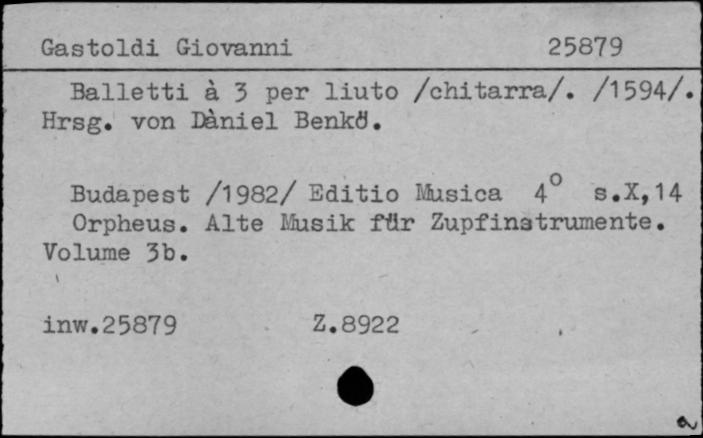 Gastoldi Giovanni 25879
Balletti à 3 per liuto /chitarra/. /1594/.
Hrsg. von Dàniel Benkő.
Budapest /1982/ Editio Musica 4° s.X,14
Orpheus. Alte Musik für Zupfinstrumente.
Volume 3b.
inw.25879 Z.8922